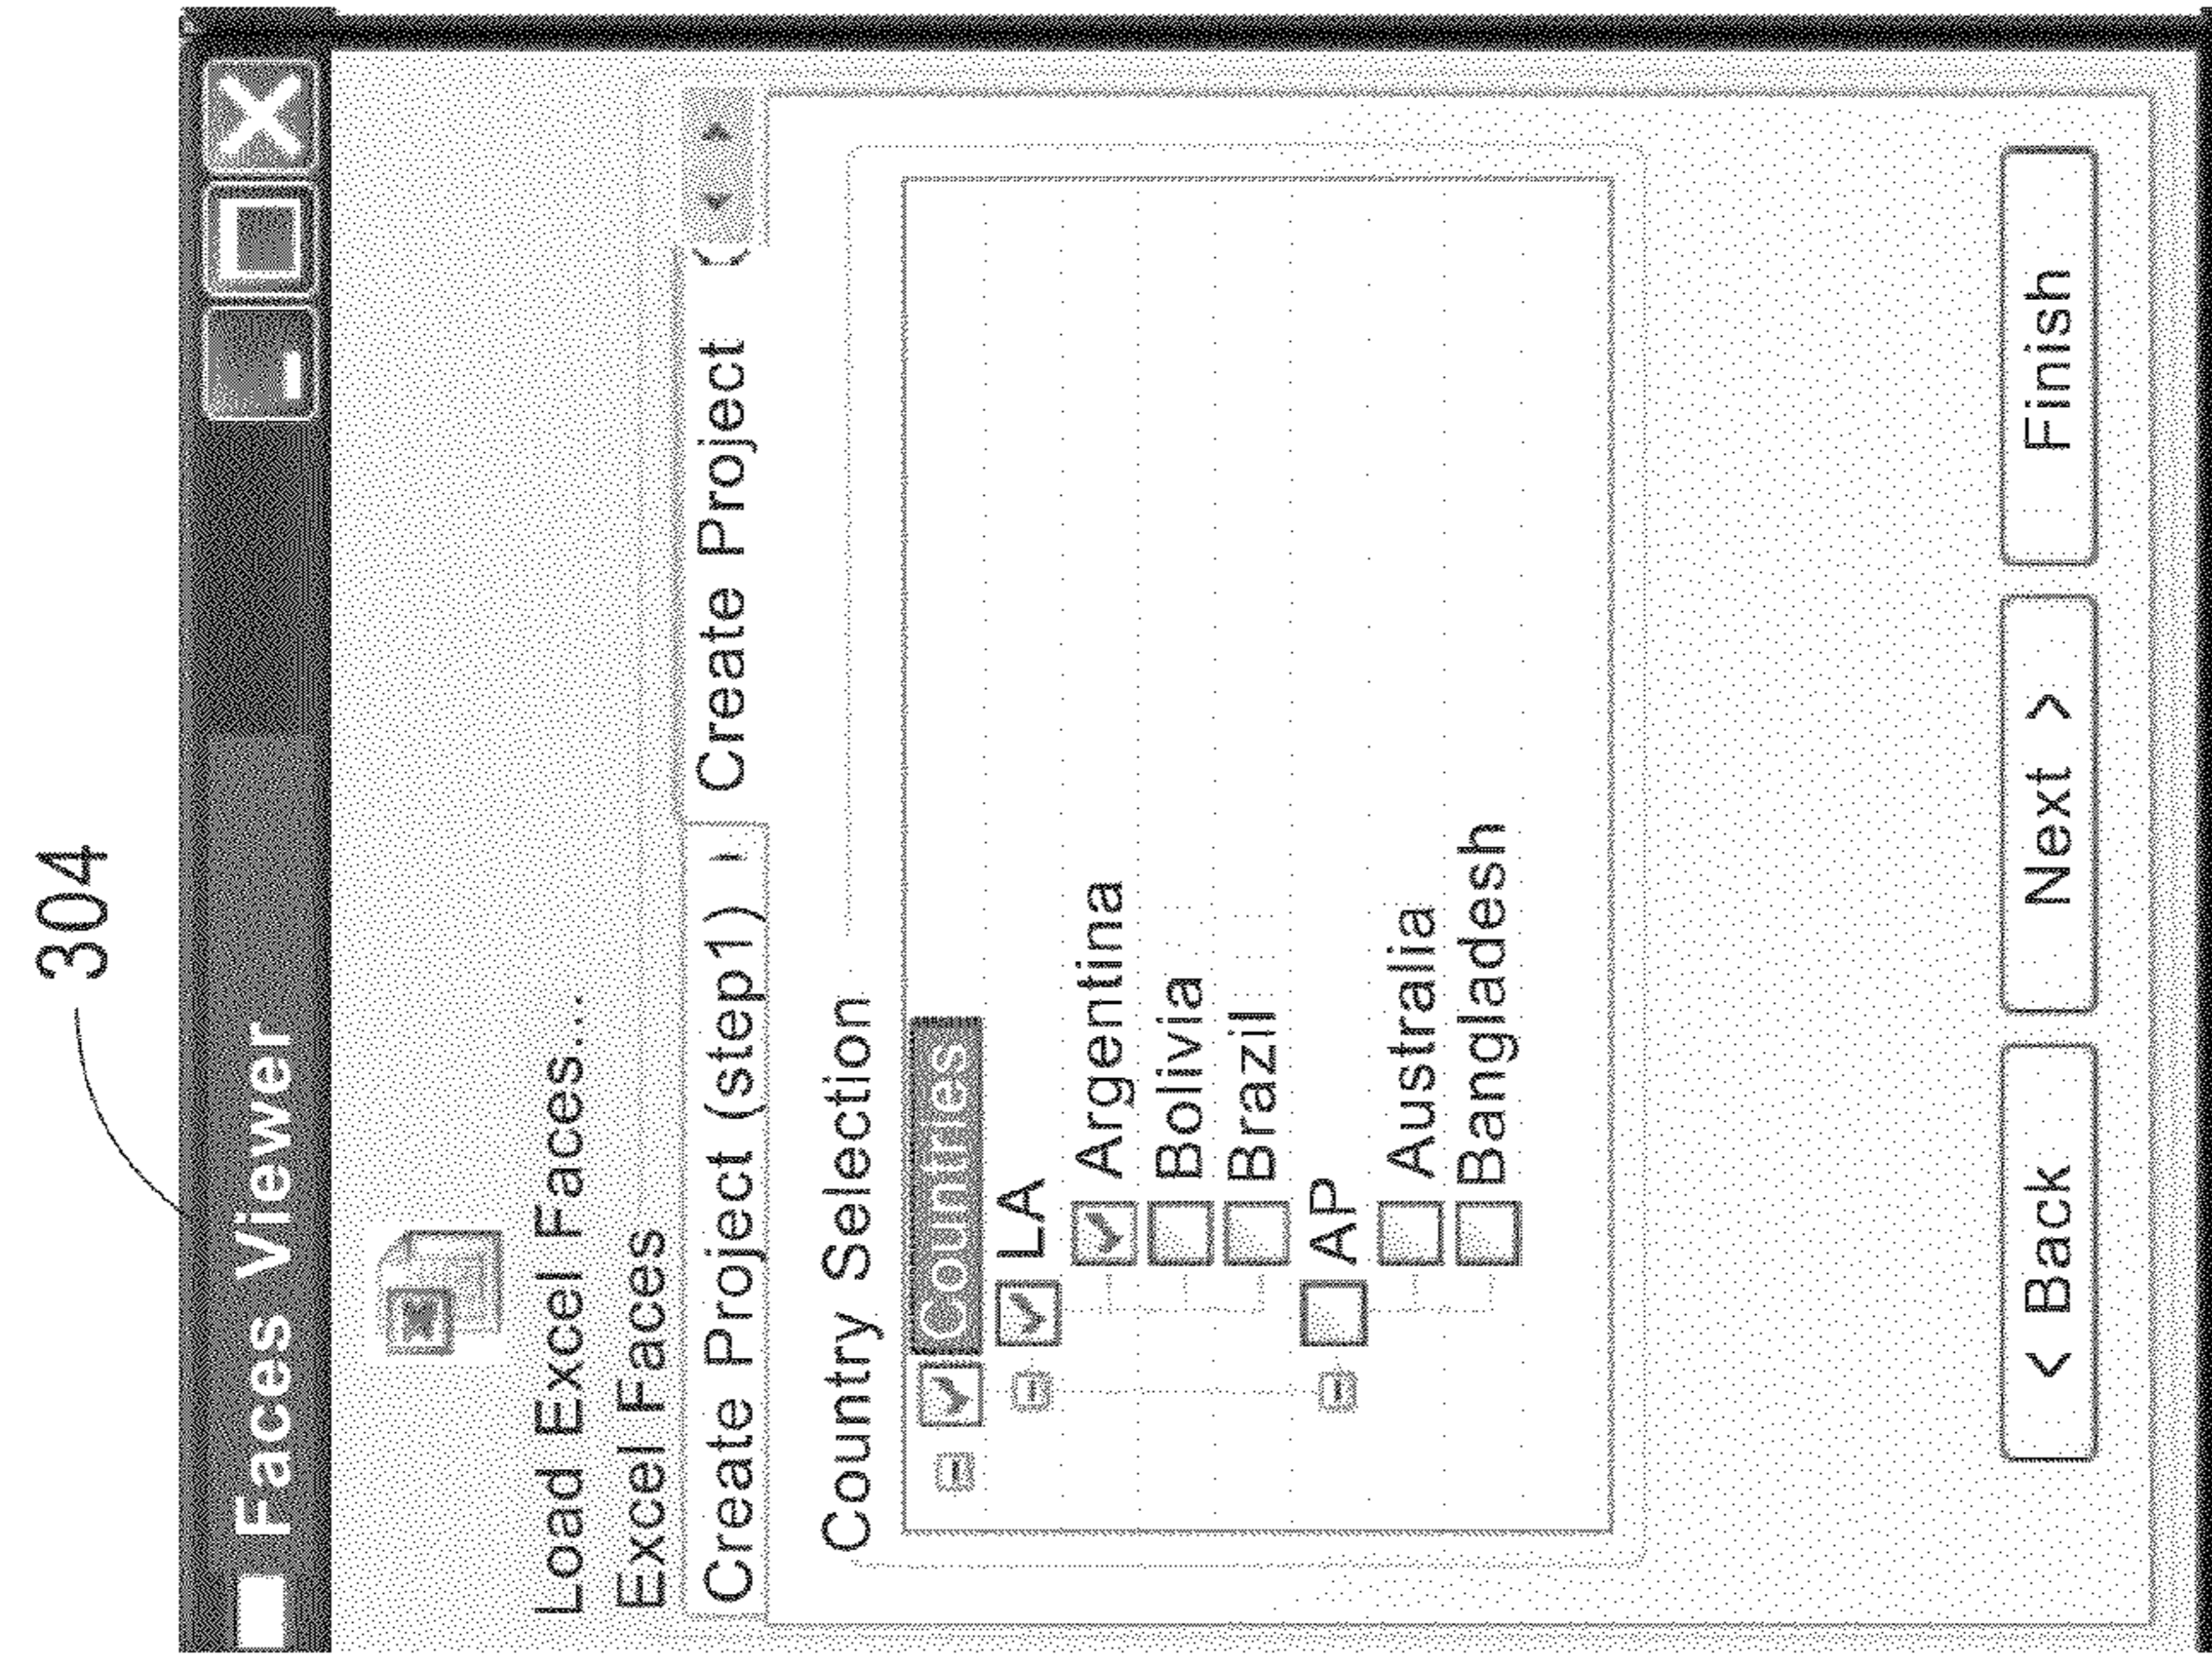 304
Faces Viewer
Load Excel Faces...
Excel Faces
Create Project (step1) Create Project (
Country Selection
Countries
LA
Argentina
Bolivia
Brazil
AP
Australia
Bangladesh
< Back Next > Finish